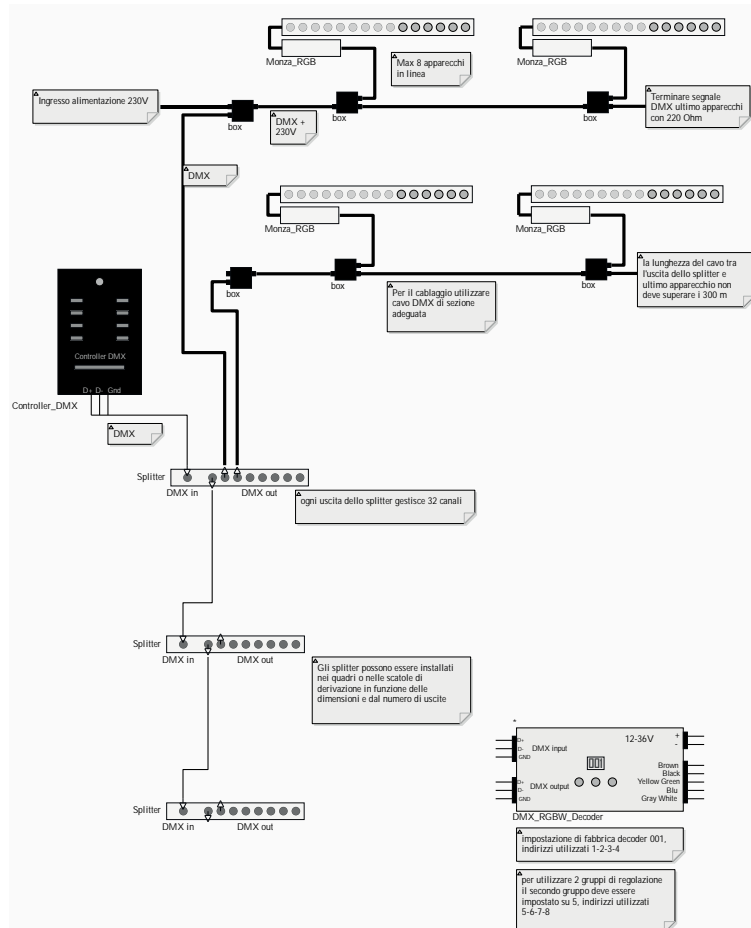 Monza_RGB
Max 8 apparecchi
in linea
Monza_RGB
Ingresso alimentazione 230V
box
DMX +
230V
box
box
Terminare segnale
DMX ultimo apparecchi
con 220 Ohm
DMX
Monza_RGB
Monza_RGB
box
box
box
Per il cablaggio utilizzare
cavo DMX di sezione
adeguata
la lunghezza del cavo tra
l'uscita dello splitter e
ultimo apparecchio non
deve superare i 300 m
Controller DMX
D+ D- Gnd
Controller_DMX
DMX
Splitter
DMX in
DMX out
ogni uscita dello splitter gestisce 32 canali
Splitter
DMX in
DMX out
Gli splitter possono essere installati
nei quadri o nelle scatole di
derivazione in funzione delle
dimensioni e dal numero di uscite
Splitter
DMX in
DMX out
*
D+
D-
GND
DMX input
12-36V
+
-
001
D+
D-
GND
DMX output
Brown
Black
Yellow Green
Blu
Gray White
DMX_RGBW_Decoder
impostazione di fabbrica decoder 001,
indirizzi utilizzati 1-2-3-4
per utilizzare 2 gruppi di regolazione
il secondo gruppo deve essere
impostato su 5, indirizzi utilizzati
5-6-7-8